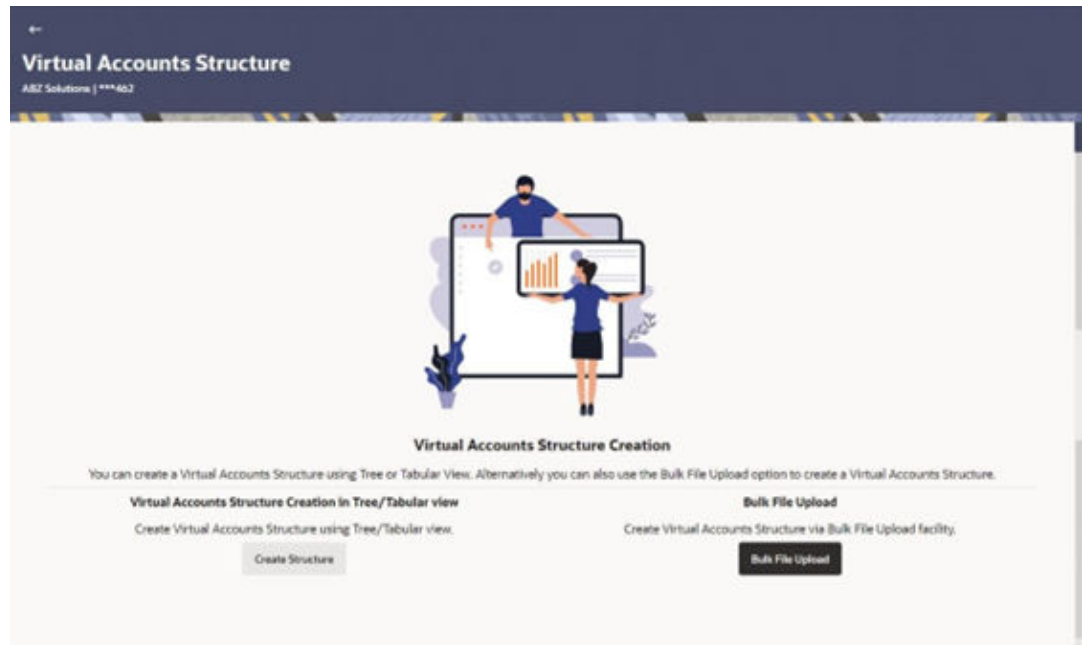 Virtual Accounts Structure
ABZ Solutions | ***462
Virtual Accounts Structure Creation
You can create a Virtual Accounts Structure using Tree or Tabular View. Alternatively you can also use the Bulk File Upload option to create a Virtual Accounts Structure.
Virtual Accounts Structure Creation in Tree/Tabular view
Bulk File Upload
Create Virtual Accounts Structure using Tree/Tabular view.
Create Virtual Accounts Structure via Bulk File Upload facility.
Create Structure
Bulk File Upload